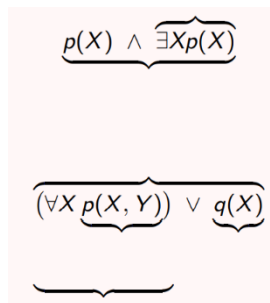 p(X) ∧ ∃Xp(X)
(∀X p(X, Y)) ∨ q(X)